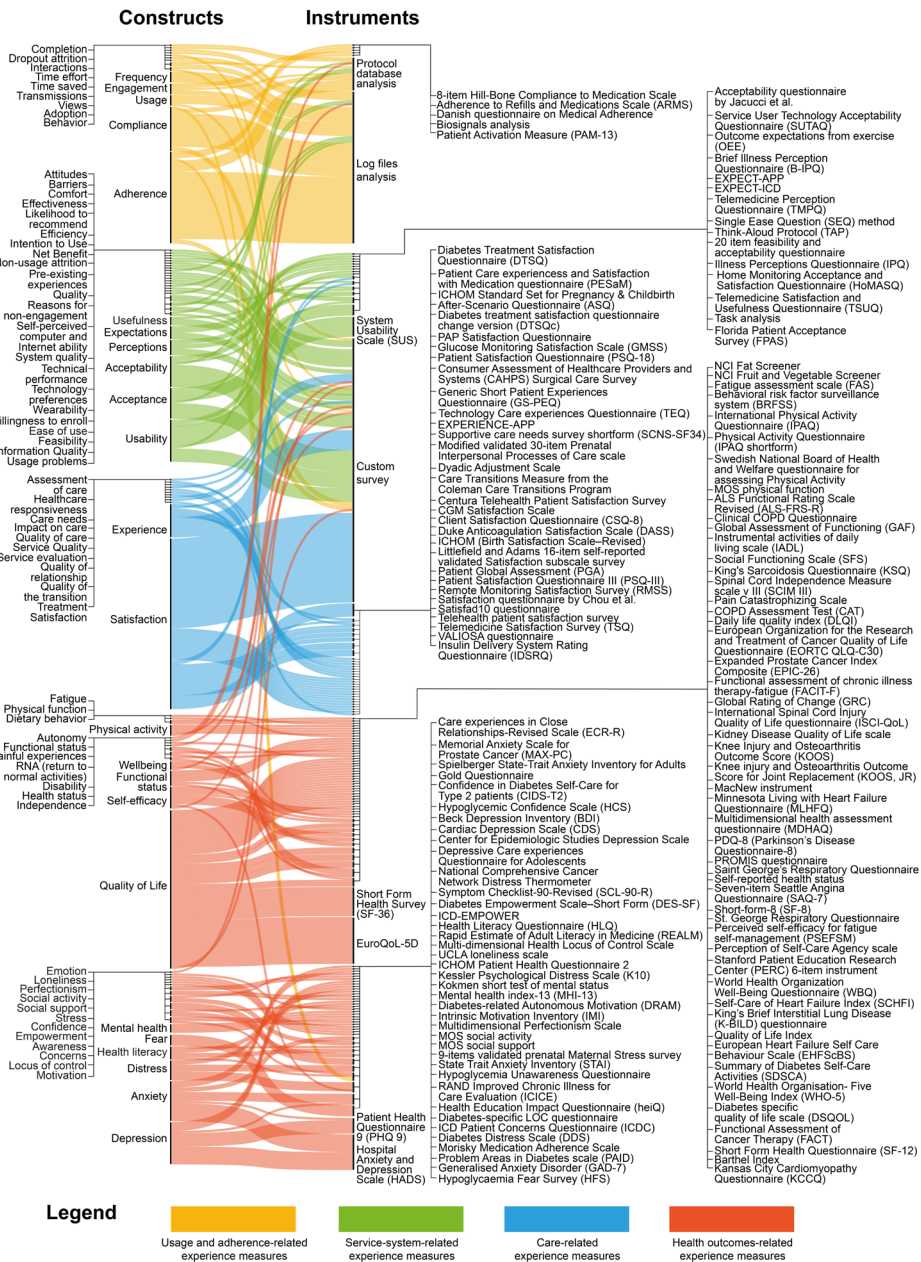 Constructs
Instruments
Completion
Dropout attrition
Interactions
Time effort
Time saved
Transmissions
Views
Adoption
Behavior
Frequency
Engagement
Usage
Compliance
Adherence
Attitudes
Barriers
Comfort
Effectiveness
Likelihood to
recommend
Efficiency
Intention to Use
Net Benefit
on-usage attrition
Pre-existing
experiences
Quality
Reasons for
non-engagement
Self-perceived
computer and
Internet ability
System quality
Technical
performance
Technology
preferences
Wearability
illingness to enroll
Ease of use
Feasibility
nformation Quality
Usage problems
Usefulness
Expectations
Perceptions
Acceptability
Acceptance
Usability
Assessment
of care
Healthcare
responsiveness
Care needs
Impact on care
Quality of care
Service Quality
Service evaluation
Quality of
relationship
Quality of
the transition
Treatment
Satisfaction
Experience
Satisfaction
Fatigue
Physical function
Dietary behavior
Physical activity
Autonomy
Functional status
ainful experiences
RNA (return to
normal activities)
Disability
Health status
Independence
Wellbeing
Functional
status
Self-efficacy
Quality of Life
Emotion
Loneliness
Perfectionism
Social activity
Social support
Stress
Confidence
Empowerment
Awareness
Concerns
Locus of control
Motivation
Mental health
Fear
Health literacy
Distress
Anxiety
Depression
Protocol
database
analysis
Log files
analysis
System
Usability
Scale (SUS)
Custom
survey
Short Form
Health Survey
(SF-36)
EuroQoL-5D
Patient Health
Questionnaire
9 (PHQ 9)
Hospital
Anxiety and
Depression
Scale (HADS)
8-item Hill-Bone Compliance to Medication Scale
Adherence to Refills and Medications Scale (ARMS)
Danish questionnaire on Medical Adherence
Biosignals analysis
Patient Activation Measure (PAM-13)
Diabetes Treatment Satisfaction
Questionnaire (DTSQ)
Patient Care experiencess and Satisfaction
with Medication questionnaire (PESaM)
ICHOM Standard Set for Pregnancy & Childbirth
After-Scenario Questionnaire (ASQ)
Diabetes treatment satisfaction questionnaire
change version (DTSQc)
PAP Satisfaction Questionnaire
Glucose Monitoring Satisfaction Scale (GMSS)
Patient Satisfaction Questionnaire (PSQ-18)
Consumer Assessment of Healthcare Providers and
Systems (CAHPS) Surgical Care Survey
Generic Short Patient Experiences
Questionnaire (GS-PEQ)
Technology Care experiences Questionnaire (TEQ)
EXPERIENCE-APP
Supportive care needs survey shortform (SCNS-SF34)
Modified validated 30-item Prenatal
Interpersonal Processes of Care scale
Dyadic Adjustment Scale
Care Transitions Measure from the
Coleman Care Transitions Program
Centura Telehealth Patient Satisfaction Survey
CGM Satisfaction Scale
Client Satisfaction Questionnaire (CSQ-8)
Duke Anticoagulation Satisfaction Scale (DASS)
ICHOM (Birth Satisfaction Scale–Revised)
Littlefield and Adams 16-item self-reported
validated Satisfaction subscale survey
Patient Global Assessment (PGA)
Patient Satisfaction Questionnaire III (PSQ-III)
Remote Monitoring Satisfaction Survey (RMSS)
Satisfaction questionnaire by Chou et al.
Satisfad10 questionnaire
Telehealth patient satisfaction survey
Telemedicine Satisfaction Survey (TSQ)
VALIOSA questionnaire
Insulin Delivery System Rating
Questionnaire (IDSRQ)
Care experiences in Close
Relationships-Revised Scale (ECR-R)
Memorial Anxiety Scale for
Prostate Cancer (MAX-PC)
Spielberger State-Trait Anxiety Inventory for Adults
Gold Questionnaire
Confidence in Diabetes Self-Care for
Type 2 patients (CIDS-T2)
Hypoglycemic Confidence Scale (HCS)
Beck Depression Inventory (BDI)
Cardiac Depression Scale (CDS)
Center for Epidemiologic Studies Depression Scale
Depressive Care experiences
Questionnaire for Adolescents
National Comprehensive Cancer
Network Distress Thermometer
Symptom Checklist-90-Revised (SCL-90-R)
Diabetes Empowerment Scale–Short Form (DES-SF)
ICD-EMPOWER
Health Literacy Questionnaire (HLQ)
Rapid Estimate of Adult Literacy in Medicine (REALM)
Multi-dimensional Health Locus of Control Scale
UCLA loneliness scale
ICHOM Patient Health Questionnaire 2
Kessler Psychological Distress Scale (K10)
Kokmen short test of mental status
Mental health index-13 (MHI-13)
Diabetes-related Autonomous Motivation (DRAM)
Intrinsic Motivation Inventory (IMI)
Multidimensional Perfectionism Scale
MOS social activity
MOS social support
9-items validated prenatal Maternal Stress survey
State Trait Anxiety Inventory (STAI)
Hypoglycemia Unawareness Questionnaire
RAND Improved Chronic Illness for
Care Evaluation (ICICE)
Health Education Impact Questionnaire (heiQ)
Diabetes-specific LOC questionnaire
ICD Patient Concerns Questionnaire (ICDC)
Diabetes Distress Scale (DDS)
Morisky Medication Adherence Scale
Problem Areas in Diabetes scale (PAID)
Generalised Anxiety Disorder (GAD-7)
Hypoglycaemia Fear Survey (HFS)
Acceptability questionnaire
by Jacucci et al.
Service User Technology Acceptability
Questionnaire (SUTAQ)
Outcome expectations from exercise
(OEE)
Brief Illness Perception
Questionnaire (B-IPQ)
EXPECT-APP
EXPECT-ICD
Telemedicine Perception
Questionnaire (TMPQ)
Single Ease Question (SEQ) method
Think-Aloud Protocol (TAP)
20 item feasibility and
acceptability questionnaire
Illness Perceptions Questionnaire (IPQ)
Home Monitoring Acceptance and
Satisfaction Questionnaire (HoMASQ)
Telemedicine Satisfaction and
Usefulness Questionnaire (TSUQ)
Task analysis
Florida Patient Acceptance
Survey (FPAS)
NCI Fat Screener
NCI Fruit and Vegetable Screener
Fatigue assessment scale (FAS)
Behavioral risk factor surveillance
system (BRFSS)
International Physical Activity
Questionnaire (IPAQ)
Physical Activity Questionnaire
(IPAQ shortform)
Swedish National Board of Health
and Welfare questionnaire for
assessing Physical Activity
MOS physical function
ALS Functional Rating Scale
Revised (ALS-FRS-R)
Clinical COPD Questionnaire
Global Assessment of Functioning (GAF)
Instrumental activities of daily
living scale (IADL)
Social Functioning Scale (SFS)
King's Sarcoidosis Questionnaire (KSQ)
Spinal Cord Independence Measure
scale v III (SCIM III)
Pain Catastrophizing Scale
COPD Assessment Test (CAT)
Daily life quality index (DLQI)
European Organization for the Research
and Treatment of Cancer Quality of Life
Questionnaire (EORTC QLQ-C30)
Expanded Prostate Cancer Index
Composite (EPIC-26)
Functional assessment of chronic illness
therapy-fatigue (FACIT-F)
Global Rating of Change (GRC)
International Spinal Cord Injury
Quality of Life questionnaire (ISCI-QoL)
Kidney Disease Quality of Life scale
Knee Injury and Osteoarthritis
Outcome Score (KOOS)
Knee injury and Osteoarthritis Outcome
Score for Joint Replacement (KOOS, JR)
MacNew instrument
Minnesota Living with Heart Failure
Questionnaire (MLHFQ)
Multidimensional health assessment
questionnaire (MDHAQ)
PDQ-8 (Parkinson's Disease
Questionnaire-8)
PROMIS questionnaire
Saint George's Respiratory Questionnaire
Self-reported health status
Seven-item Seattle Angina
Questionnaire (SAQ-7)
Short-form-8 (SF-8)
St. George Respiratory Questionnaire
Perceived self-efficacy for fatigue
self-management (PSEFSM)
Perception of Self-Care Agency scale
Stanford Patient Education Research
Center (PERC) 6-item instrument
World Health Organization
Well-Being Questionnaire (WBQ)
Self-Care of Heart Failure Index (SCHFI)
King's Brief Interstitial Lung Disease
(K-BILD) questionnaire
Quality of Life Index
European Heart Failure Self Care
Behaviour Scale (EHFScBS)
Summary of Diabetes Self-Care
Activities (SDSCA)
World Health Organisation- Five
Well-Being Index (WHO-5)
Diabetes specific
quality of life scale (DSQOL)
Functional Assessment of
Cancer Therapy (FACT)
Short Form Health Questionnaire (SF-12)
Barthel Index
Kansas City Cardiomyopathy
Questionnaire (KCCQ)
Legend
Usage and adherence-related
experience measures
Service-system-related
experience measures
Care-related
experience measures
Health outcomes-related
experience measures